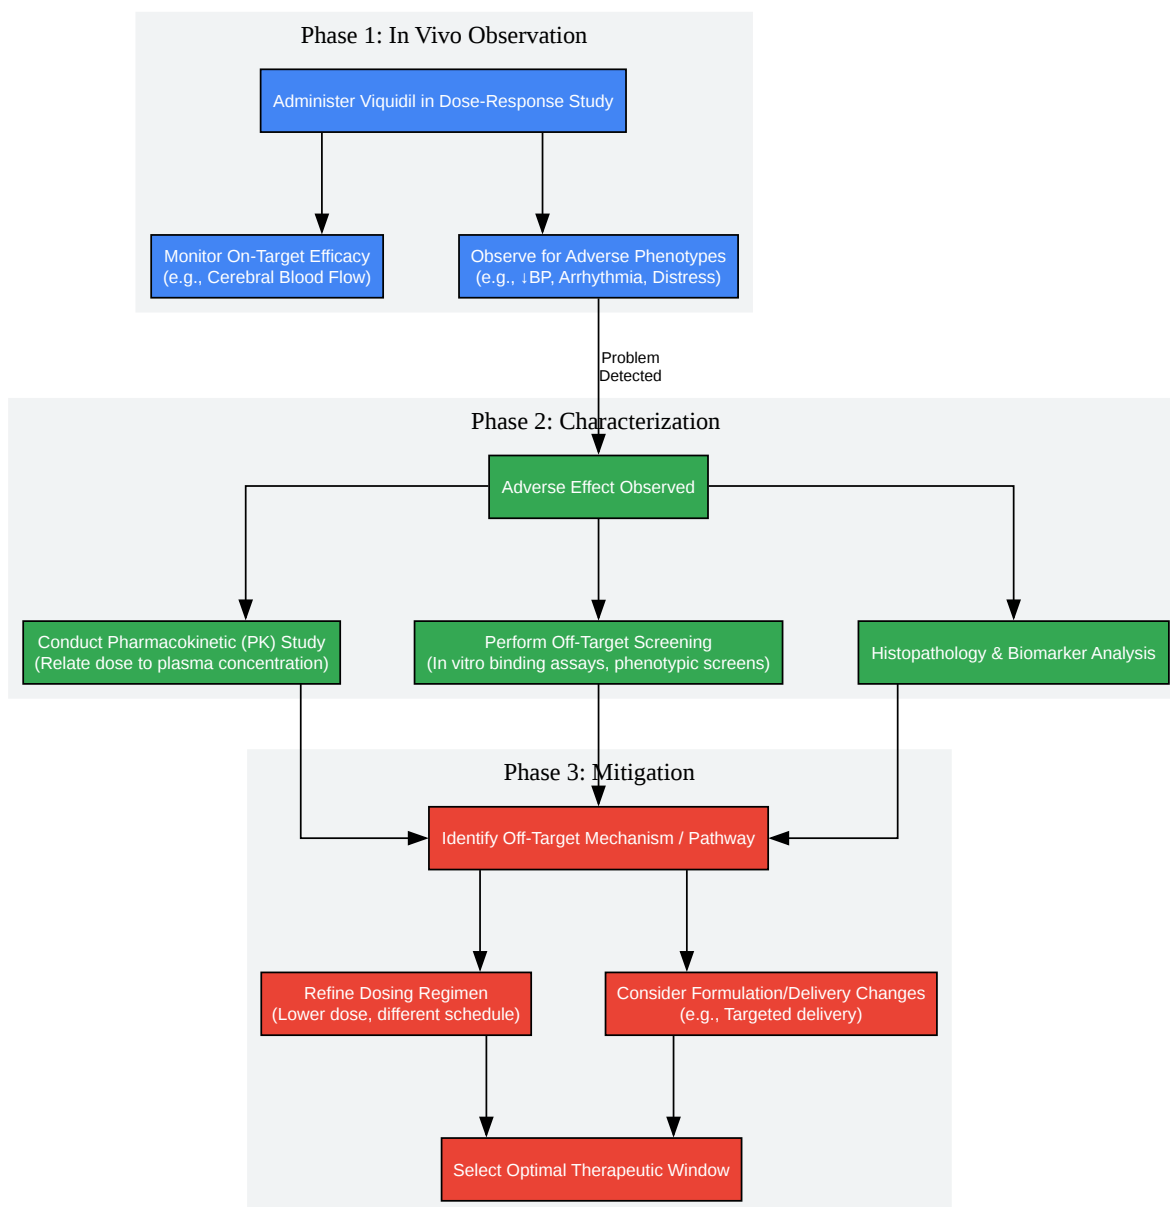 Phase 1: In Vivo Observation
Administer Viquidil in Dose-Response Study
Monitor On-Target Efficacy
(e.g., Cerebral Blood Flow)
Observe for Adverse Phenotypes
(e.g., ↓BP, Arrhythmia, Distress)
Problem
Detected
Phase 2: Characterization
Adverse Effect Observed
Conduct Pharmacokinetic (PK) Study
(Relate dose to plasma concentration)
Perform Off-Target Screening
(In vitro binding assays, phenotypic screens)
Histopathology & Biomarker Analysis
Phase 3: Mitigation
Identify Off-Target Mechanism / Pathway
Refine Dosing Regimen
(Lower dose, different schedule)
Consider Formulation/Delivery Changes
(e.g., Targeted delivery)
Select Optimal Therapeutic Window